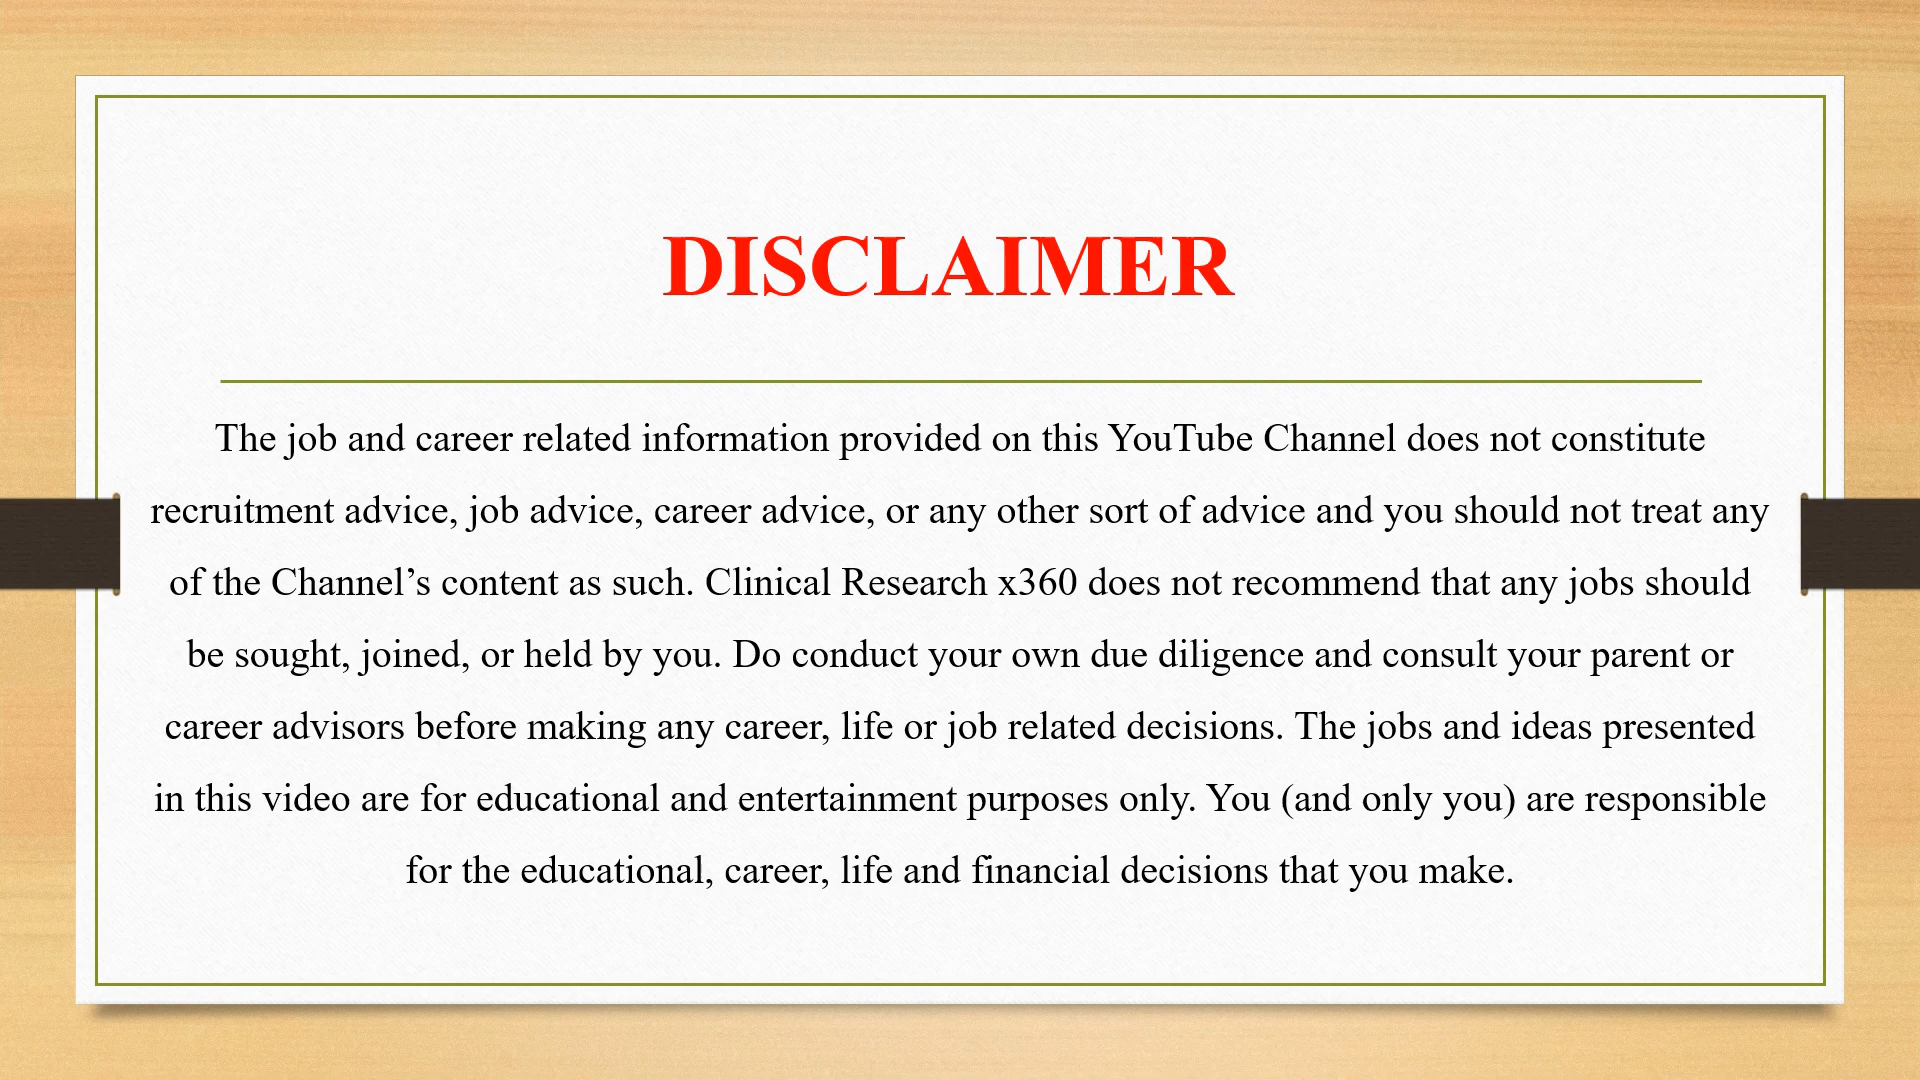 DISCLAIMER
The job and career related information provided on this YouTube Channel does not constitute
recruitment advice, job advice, career advice, or any other sort of advice and you should not treat any
of the Channel’s content as such. Clinical Research x360 does not recommend that any jobs should
be sought, joined, or held by you. Do conduct your own due diligence and consult your parent or
career advisors before making any career, life or job related decisions. The jobs and ideas presented
in this video are for educational and entertainment purposes only. You (and only you) are responsible
for the educational, career, life and financial decisions that you make.